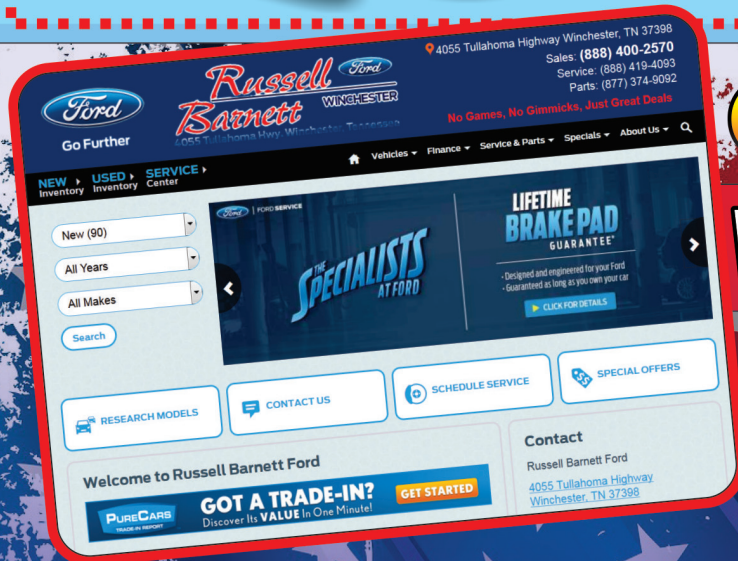 4055 Tullahoma Highway Winchester, TN 37398
Sales: (888) 400-2570
Service: (888) 419-4093
Parts: (877) 374-9092
No Games, No Gimmicks, Just Great Deals
Ford
Go Further
Russell Ford
Barnett WINCHESTER
4055 Tullahoma Hwy. Winchester Tennessee
NEW Inventory
USED Inventory
SERVICE Center
Vehicles Finance Service & Parts Specials About Us
New (90)
All Years
All Makes
Search
Ford FORD SERVICE
THE SPECIALISTS AT FORD
LIFETIME
BRAKE PAD
GUARANTEE*
- Designed and engineered for your Ford
- Guaranteed as long as you own your car
CLICK FOR DETAILS
RESEARCH MODELS
CONTACT US
SCHEDULE SERVICE
SPECIAL OFFERS
Welcome to Russell Barnett Ford
PURECARS
TRADE-IN REPORT
GOT A TRADE-IN?
Discover Its VALUE In One Minute!
GET STARTED
Contact
Russell Barnett Ford
4055 Tullahoma Highway
Winchester, TN 37398